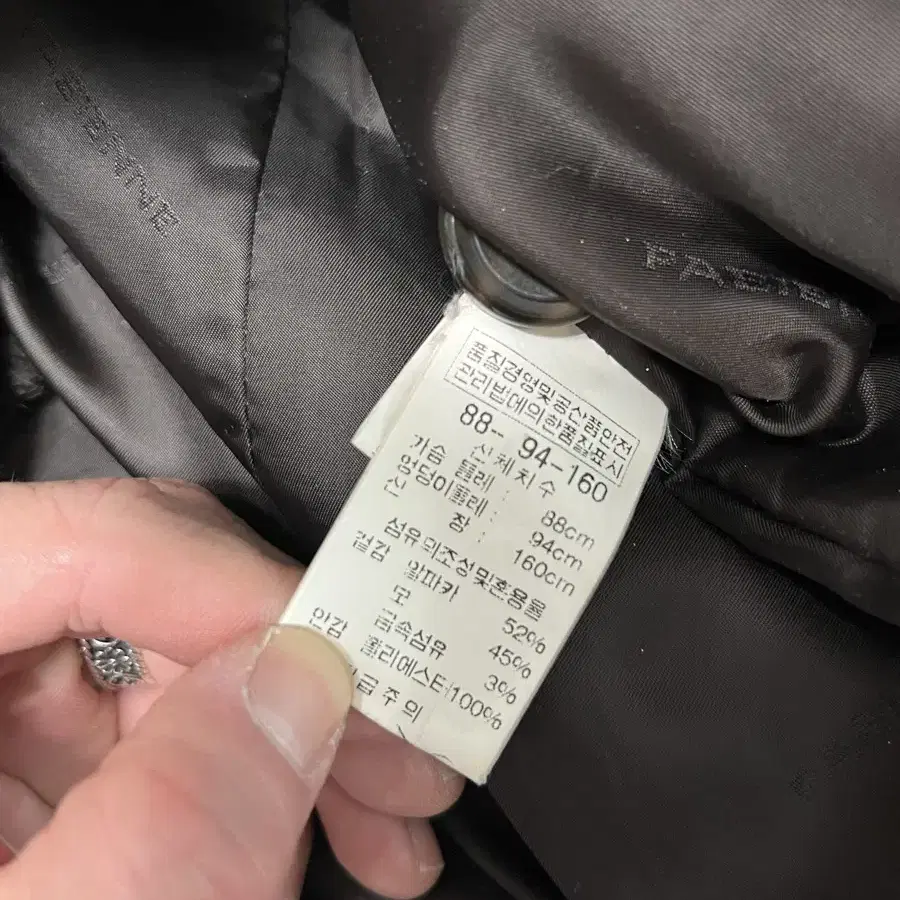 품질경영및공산품안전
관리법에의한품질표시
88-- 94-160
신체치수
가슴 둘레 : 88cm
엉덩이둘레 : 94cm
신 장 : 160cm
섬유의조성및혼용율
겉감 알파카 52%
모 45%
금속섬유 3%
안감 폴리에스터100%
급주의